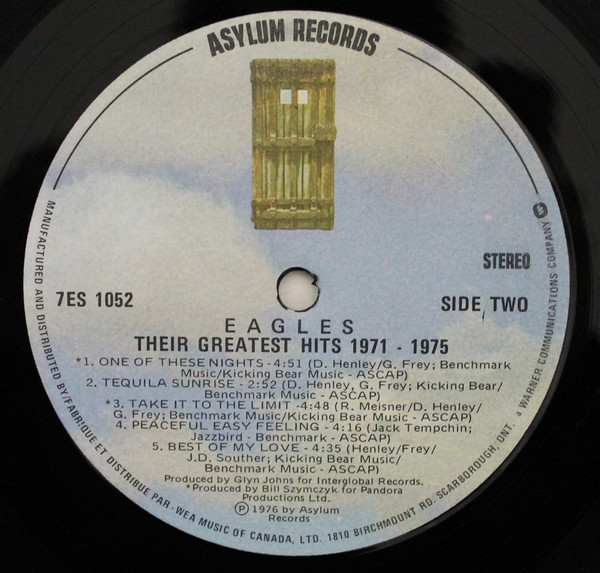 ASYLUM RECORDS
STEREO
7ES 1052
SIDE TWO
EAGLES
THEIR GREATEST HITS 1971 - 1975
*1. ONE OF THESE NIGHTS - 4:51 (D. Henley/G. Frey; Benchmark
Music/Kicking Bear Music - ASCAP)
2. TEQUILA SUNRISE - 2:52 (D. Henley, G. Frey; Kicking Bear/
Benchmark Music - ASCAP)
*3. TAKE IT TO THE LIMIT - 4:48 (R. Meisner/D. Henley/
G. Frey; Benchmark Music/Kicking Bear Music - ASCAP)
4. PEACEFUL EASY FEELING - 4:16 (Jack Tempchin;
Jazzbird - Benchmark - ASCAP)
5. BEST OF MY LOVE - 4:35 (Henley/Frey/
J.D. Souther; Kicking Bear Music/
Benchmark Music - ASCAP)
Produced by Glyn Johns for Interglobal Records.
*Produced by Bill Szymczyk for Pandora
Productions Ltd.
Ⓟ 1976 by Asylum
Records
MANUFACTURED AND DISTRIBUTED BY/FABRIQUE ET DISTRIBUE PAR - WEA MUSIC OF CANADA, LTD. 1810 BIRCHMOUNT RD. SCARBOROUGH, ONT. a WARNER COMMUNICATIONS COMPANY